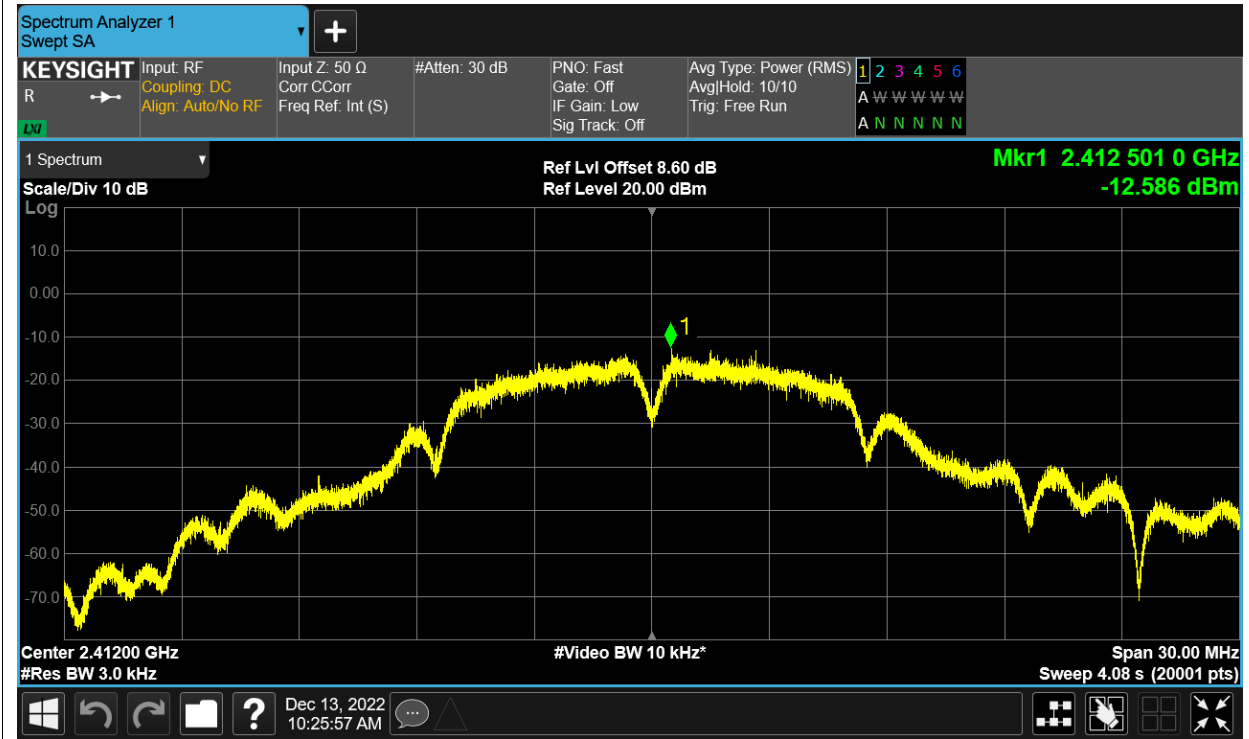 Spectrum Analyzer 1
Swept SA
KEYSIGHT
R
LXI
Input: RF
Coupling: DC
Align: Auto/No RF
Input Z: 50 Ω
Corr CCorr
Freq Ref: Int (S)
#Atten: 30 dB
PNO: Fast
Gate: Off
IF Gain: Low
Sig Track: Off
Avg Type: Power (RMS)
Avg|Hold: 10/10
Trig: Free Run
1 2 3 4 5 6
A W W W W W
A N N N N N
1 Spectrum
Scale/Div 10 dB
Ref Lvl Offset 8.60 dB
Ref Level 20.00 dBm
Mkr1 2.412 501 0 GHz
-12.586 dBm
Log
10.0
0.00
-10.0
-20.0
-30.0
-40.0
-50.0
-60.0
-70.0
1
Center 2.41200 GHz
#Res BW 3.0 kHz
#Video BW 10 kHz*
Span 30.00 MHz
Sweep 4.08 s (20001 pts)
?
Dec 13, 2022
10:25:57 AM